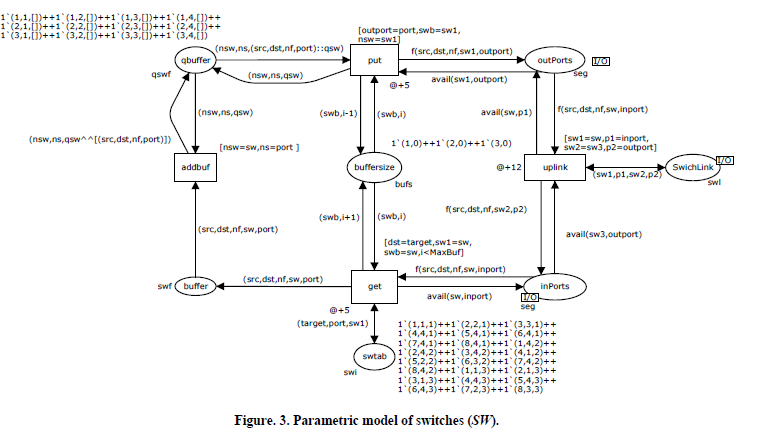 1`(1,1,[])++1`(1,2,[])++1`(1,3,[])++1`(1,4,[])++
1`(2,1,[])++1`(2,2,[])++1`(2,3,[])++1`(2,4,[])++
1`(3,1,[])++1`(3,2,[])++1`(3,3,[])++1`(3,4,[])
[outport=port,swb=sw1,
nsw=sw1]
(nsw,ns,(src,dst,nf,port)::qsw)
f(src,dst,nf,sw1,outport)
qbuffer
put
outPorts
I/O
qswf
(nsw,ns,qsw)
avail(sw1,outport)
seg
@+5
(nsw,ns,qsw)
(swb,i-1)
(swb,i)
avail(sw,p1)
f(src,dst,nf,sw,inport)
(nsw,ns,qsw^^[(src,dst,nf,port)])
[nsw=sw,ns=port ]
1`(1,0)++1`(2,0)++1`(3,0)
[sw1=sw,p1=inport,
sw2=sw3,p2=outport]
addbuf
buffersize
@+12
uplink
SwichLink
I/O
(sw1,p1,sw2,p2)
bufs
swl
f(src,dst,nf,sw2,p2)
(swb,i+1)
(swb,i)
(src,dst,nf,sw,port)
avail(sw3,outport)
[dst=target,sw1=sw,
swb=sw,i<MaxBuf]
f(src,dst,nf,sw,inport)
swf
buffer
(src,dst,nf,sw,port)
get
inPorts
avail(sw,inport)
I/O
seg
@+5
(target,port,sw1)
1`(1,1,1)++1`(2,2,1)++1`(3,3,1)++
1`(4,4,1)++1`(5,4,1)++1`(6,4,1)++
1`(7,4,1)++1`(8,4,1)++1`(1,4,2)++
1`(2,4,2)++1`(3,4,2)++1`(4,1,2)++
1`(5,2,2)++1`(6,3,2)++1`(7,4,2)++
1`(8,4,2)++1`(1,1,3)++1`(2,1,3)++
1`(3,1,3)++1`(4,4,3)++1`(5,4,3)++
1`(6,4,3)++1`(7,2,3)++1`(8,3,3)
swtab
swi
Figure. 3. Parametric model of switches (SW).